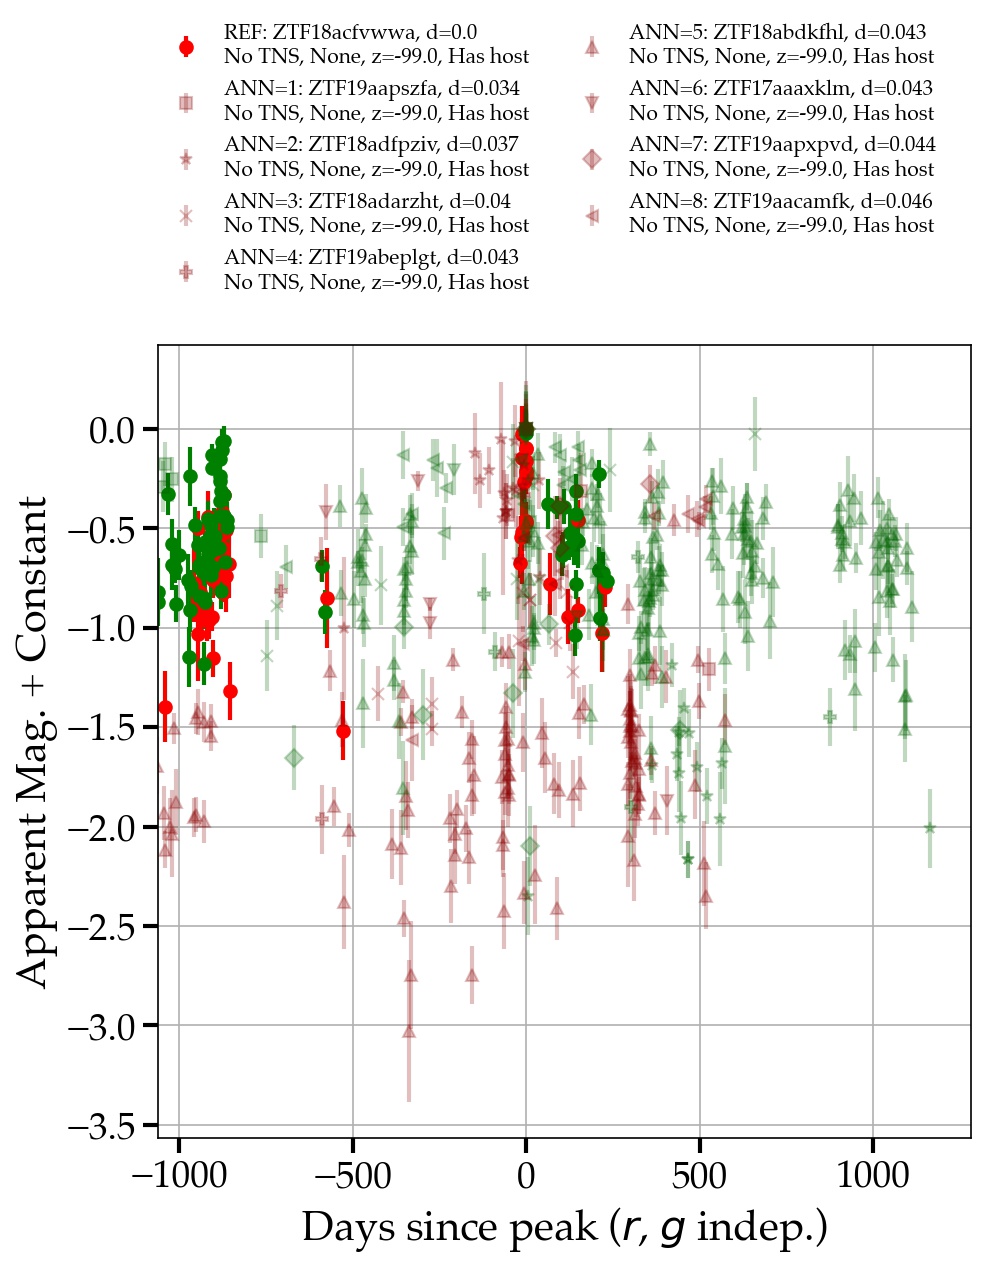 REF: ZTF18acfvwwa, d=0.0
No TNS, None, z=-99.0, Has host
ANN=1: ZTF19aapszfa, d=0.034
No TNS, None, z=-99.0, Has host
ANN=2: ZTF18adfpziv, d=0.037
No TNS, None, z=-99.0, Has host
ANN=3: ZTF18adarzht, d=0.04
No TNS, None, z=-99.0, Has host
ANN=4: ZTF19abeplgt, d=0.043
No TNS, None, z=-99.0, Has host
ANN=5: ZTF18abdkfhl, d=0.043
No TNS, None, z=-99.0, Has host
ANN=6: ZTF17aaaxklm, d=0.043
No TNS, None, z=-99.0, Has host
ANN=7: ZTF19aapxpvd, d=0.044
No TNS, None, z=-99.0, Has host
ANN=8: ZTF19aacamfk, d=0.046
No TNS, None, z=-99.0, Has host
Apparent Mag. + Constant
0.0
−0.5
−1.0
−1.5
−2.0
−2.5
−3.0
−3.5
−1000
−500
0
500
1000
Days since peak (r, g indep.)